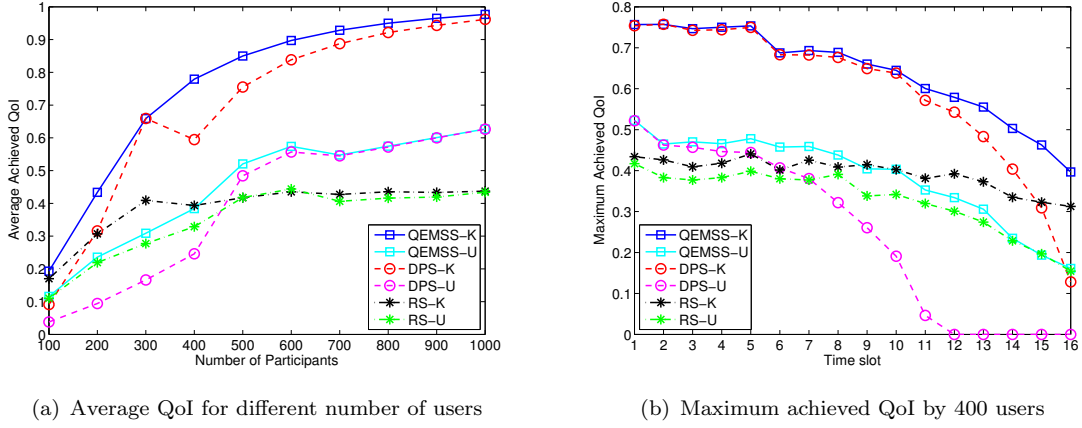 1
0.9
0.8
0.7
0.6
0.5
0.4
0.3
0.2
0.1
0
Average Achieved QoI
100 200 300 400 500 600 700 800 900 1000
Number of Participants
QEMSS−K
QEMSS−U
DPS−K
DPS−U
RS−K
RS−U
(a) Average QoI for different number of users
0.8
0.7
0.6
0.5
0.4
0.3
0.2
0.1
0
Maximum Achieved QoI
1 2 3 4 5 6 7 8 9 10 11 12 13 14 15 16
Time slot
QEMSS−K
QEMSS−U
DPS−K
DPS−U
RS−K
RS−U
(b) Maximum achieved QoI by 400 users